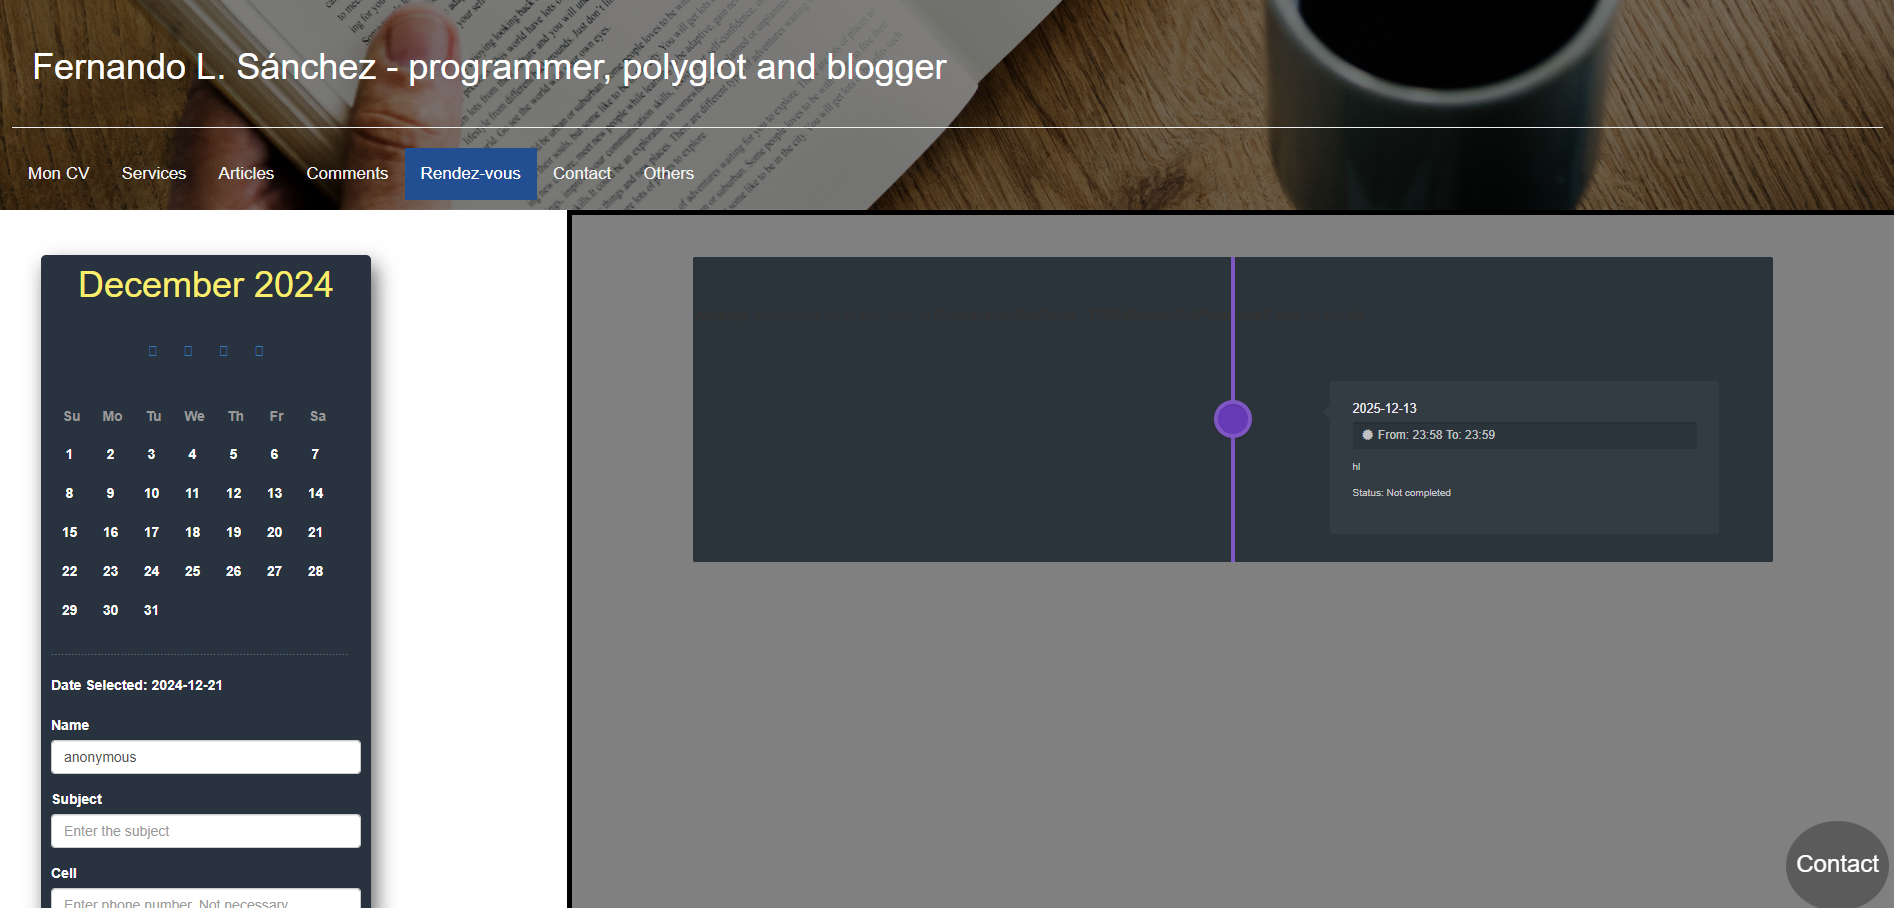 Fernando L. Sánchez - programmer, polyglot and blogger
Mon CV Services Articles Comments Rendez-vous Contact Others
December 2024
Su Mo Tu We Th Fr Sa
1 2 3 4 5 6 7
8 9 10 11 12 13 14
15 16 17 18 19 20 21
22 23 24 25 26 27 28
29 30 31
Date Selected: 2024-12-21
Name
anonymous
Subject
Enter the subject
Cell
Enter phone number. Not necessary
2025-12-13
From: 23:58 To: 23:59
hl
Status: Not completed
Contact